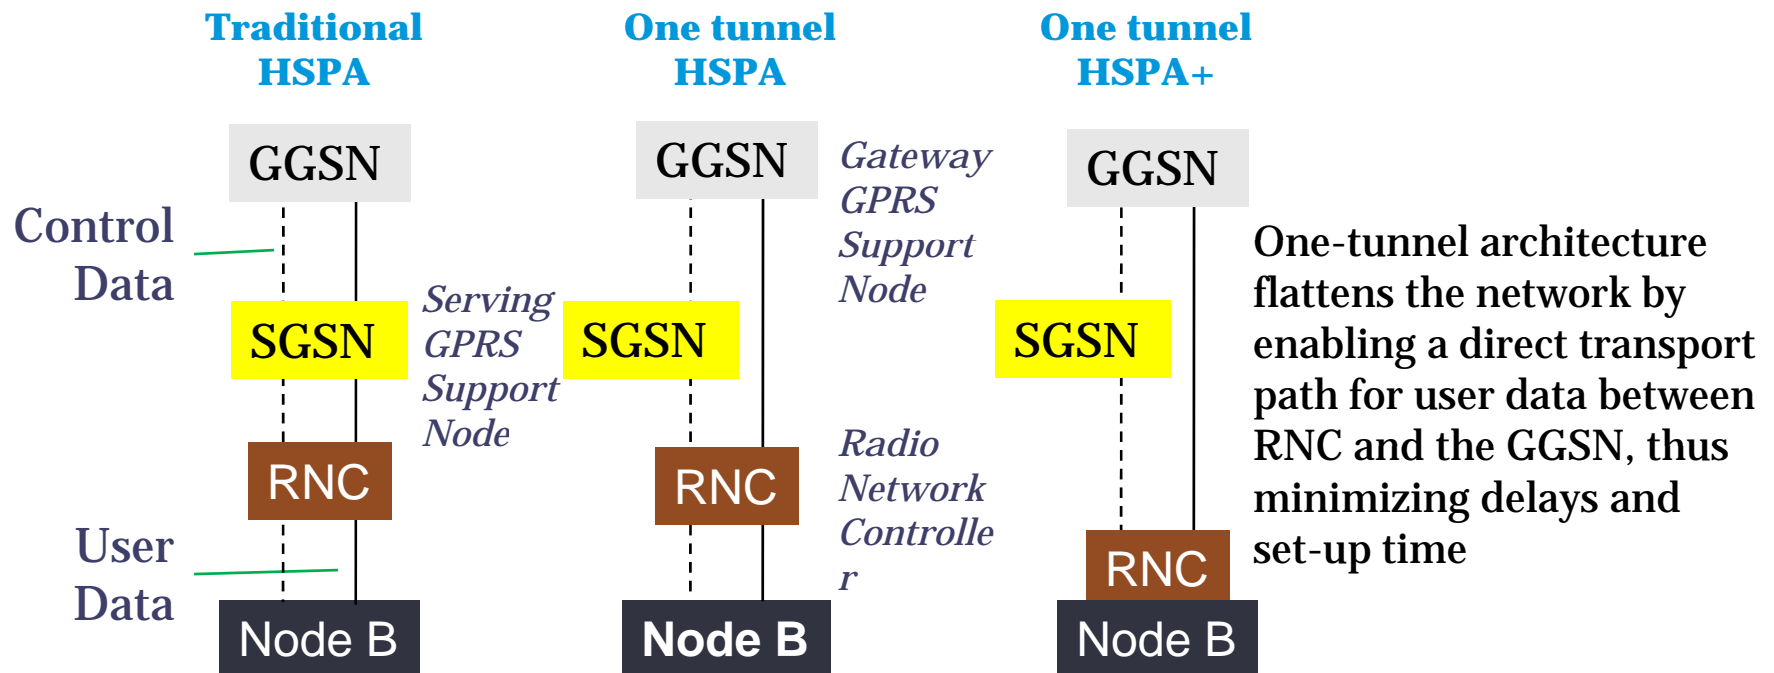 Traditional
HSPA
One tunnel
HSPA
One tunnel
HSPA+
GGSN
GGSN
GGSN
Control
Data
Gateway
GPRS
Support
Node
Serving
GPRS
Support
Node
SGSN
SGSN
SGSN
One-tunnel architecture
flattens the network by
enabling a direct transport
path for user data between
RNC and the GGSN, thus
minimizing delays and
set-up time
RNC
RNC
RNC
Radio
Network
Controlle
r
User
Data
Node B
Node B
Node B